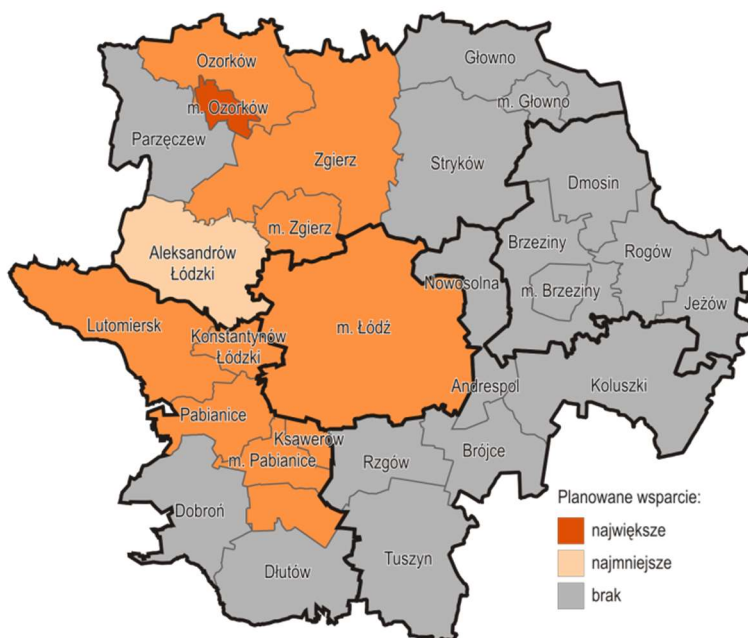 Ozorków
m. Ozorków
Parzęczew
Głowno
m. Głowno
Zgierz
Stryków
Dmosin
m. Zgierz
Aleksandrów
Łódzki
Brzeziny
Rogów
Nowosolna
m. Brzeziny
Jeżów
Lutomiersk
Konstantynów
Łódzki
m. Łódź
Andrespol
Koluszki
Pabianice
Ksawerów
m. Pabianice
Rzgów
Brójce
Dobroń
Dłutów
Tuszyn
Planowane wsparcie:
największe
najmniejsze
brak